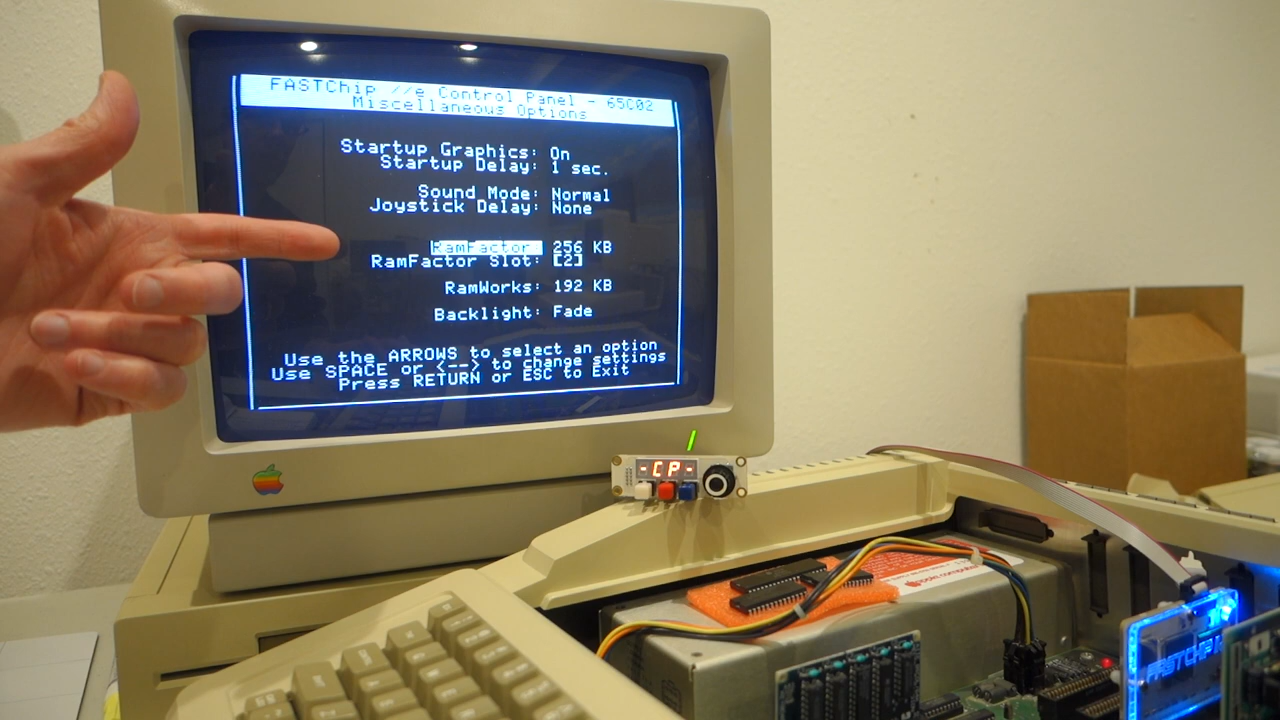 FASTChip //e Control Panel - 65C02
Miscellaneous Options
Startup Graphics: On
Startup Delay: 1 sec.
Sound Mode: Normal
Joystick Delay: None
RamFactor: 256 KB
RamFactor Slot: [2]
RamWorks: 192 KB
Backlight: Fade
Use the ARROWS to select an option
Use SPACE or <--> to change settings
Press RETURN or ESC to Exit
-CP-
apple computer
FASTCHIP